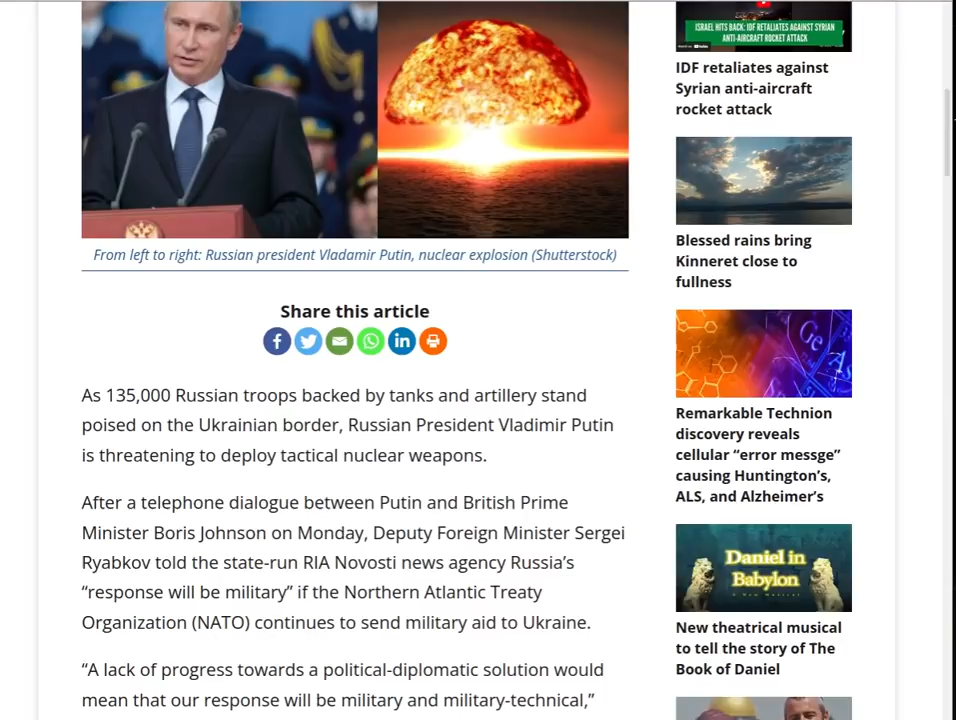 From left to right: Russian president Vladamir Putin, nuclear explosion (Shutterstock)
Share this article
As 135,000 Russian troops backed by tanks and artillery stand
poised on the Ukrainian border, Russian President Vladimir Putin
is threatening to deploy tactical nuclear weapons.
After a telephone dialogue between Putin and British Prime
Minister Boris Johnson on Monday, Deputy Foreign Minister Sergei
Ryabkov told the state-run RIA Novosti news agency Russia’s
“response will be military” if the Northern Atlantic Treaty
Organization (NATO) continues to send military aid to Ukraine.
“A lack of progress towards a political-diplomatic solution would
mean that our response will be military and military-technical,”
ISRAEL HITS BACK: IDF RETALIATES AGAINST SYRIAN
ANTI-AIRCRAFT ROCKET ATTACK
IDF retaliates against
Syrian anti-aircraft
rocket attack
Blessed rains bring
Kinneret close to
fullness
Ge
As
Remarkable Technion
discovery reveals
cellular “error messge”
causing Huntington’s,
ALS, and Alzheimer’s
Daniel in
Babylon
New theatrical musical
to tell the story of The
Book of Daniel